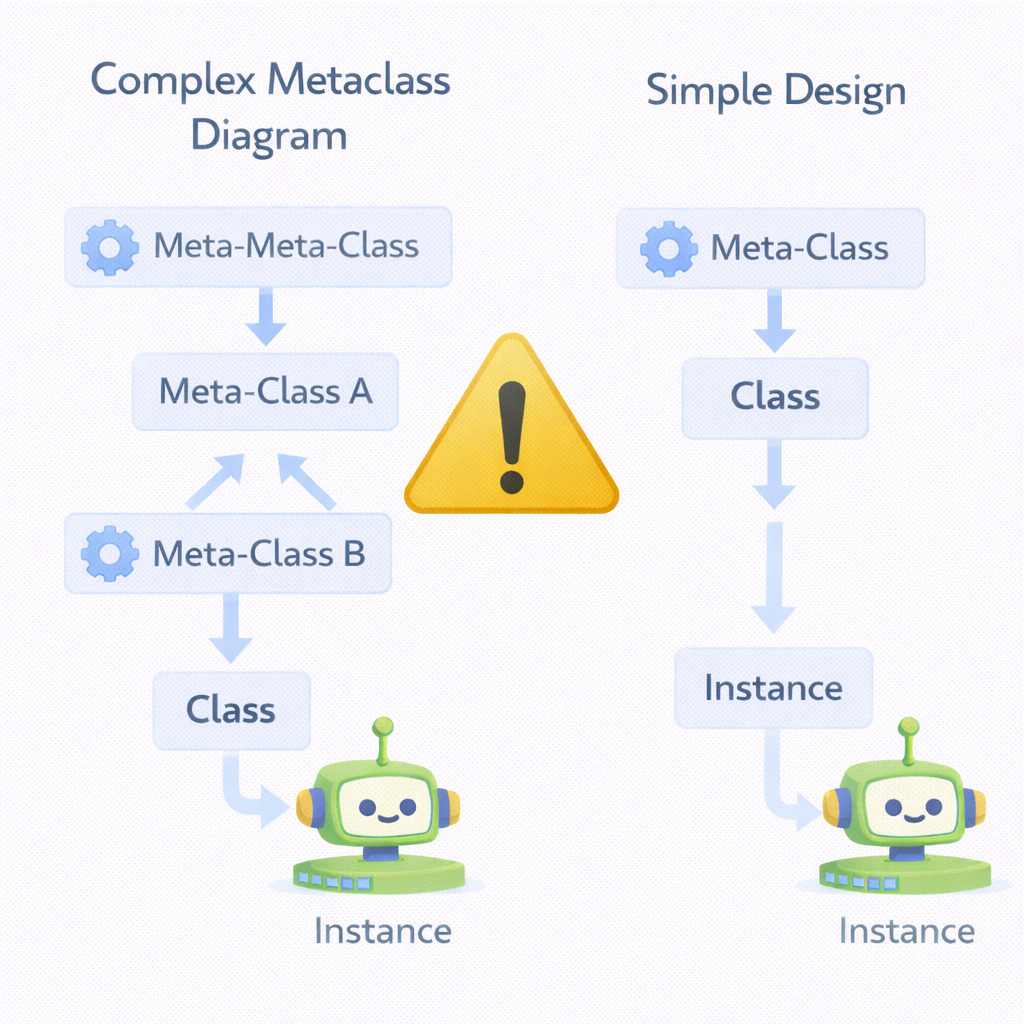 Complex Metaclass
Diagram
Meta-Meta-Class
Meta-Class A
Meta-Class B
Class
Instance
Simple Design
Meta-Class
Class
Instance
Instance